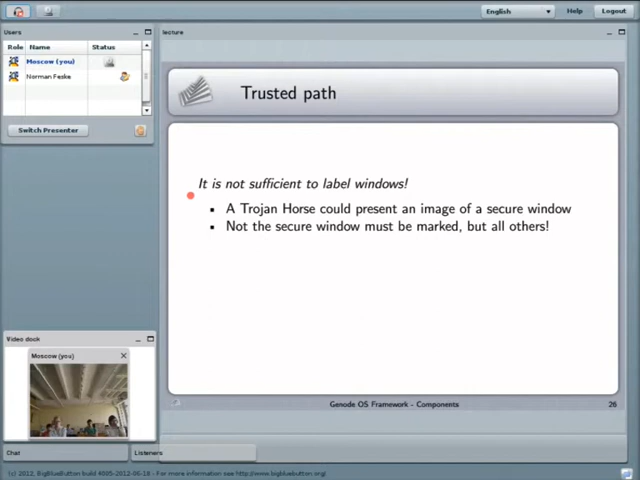 English
Help
Logout
Users
Role Name Status
Moscow (you)
Norman Feske
Switch Presenter
lecture
Trusted path
It is not sufficient to label windows!
A Trojan Horse could present an image of a secure window
Not the secure window must be marked, but all others!
Genode OS Framework - Components
26
Video dock
Moscow (you)
Chat
Listeners
(c) 2012, BigBlueButton build 4005-2012-06-18 - For more information see http://www.bigbluebutton.org/